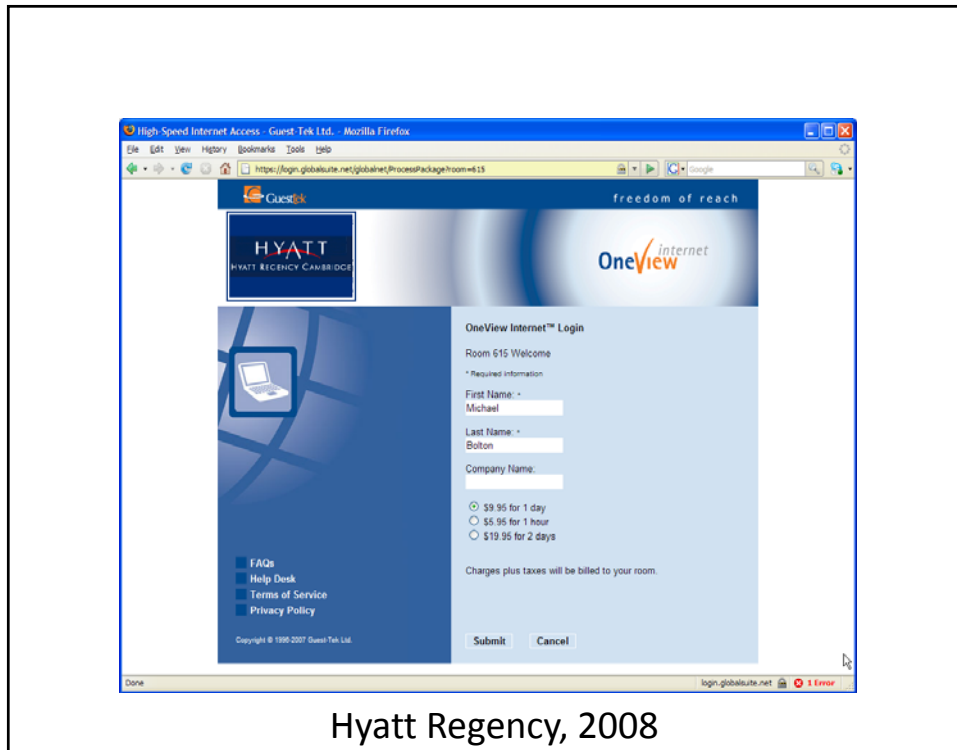 High-Speed Internet Access - Guest-Tek Ltd. - Mozilla Firefox
File Edit View History Bookmarks Tools Help
https://login.globalsuite.net/globalnet/ProcessPackage?room=615
Google
GuestTek
freedom of reach
HYATT
HYATT REGENCY CAMBRIDGE
OneView internet
OneView Internet™ Login
Room 615 Welcome
* Required information
First Name: *
Michael
Last Name: *
Bolton
Company Name:
$9.95 for 1 day
$5.95 for 1 hour
$19.95 for 2 days
Charges plus taxes will be billed to your room.
FAQs
Help Desk
Terms of Service
Privacy Policy
Copyright © 1996-2007 Guest-Tek Ltd.
Submit Cancel
Done
login.globalsuite.net 1 Error
Hyatt Regency, 2008